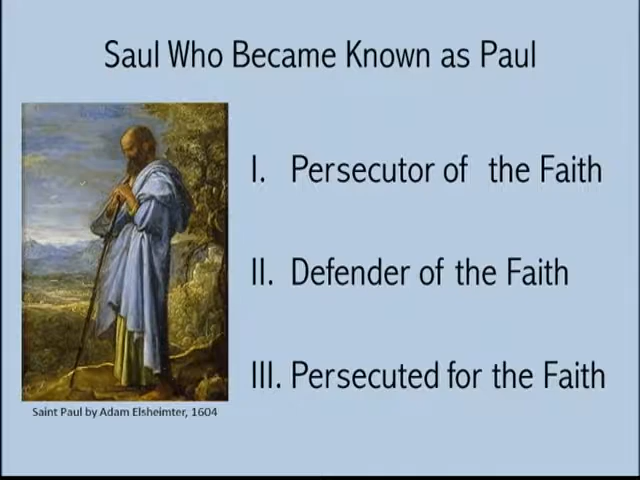 Saul Who Became Known as Paul
I. Persecutor of the Faith
II. Defender of the Faith
III. Persecuted for the Faith
Saint Paul by Adam Elsheimter, 1604